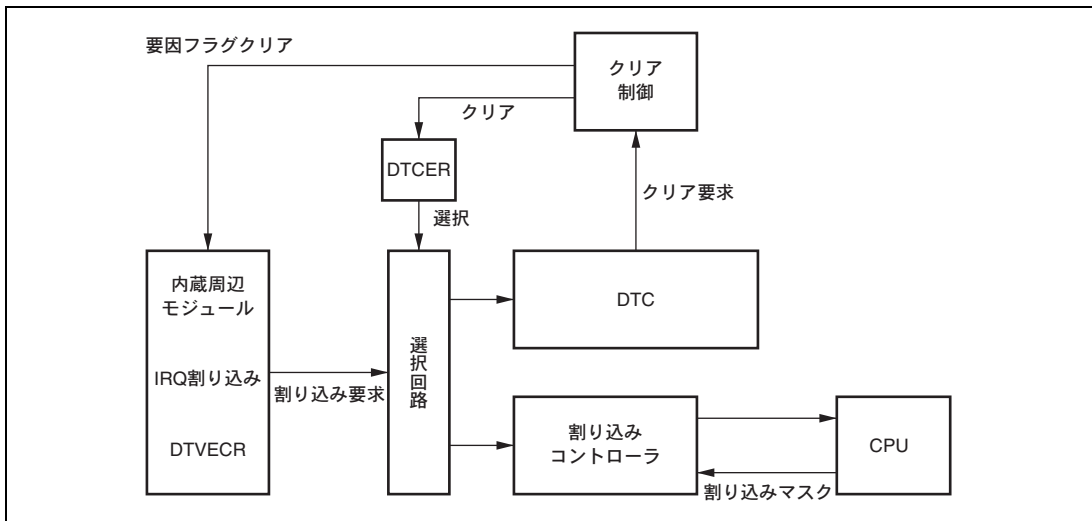 要因フラグクリア
クリア
制御
クリア
DTCER
クリア要求
選択
内蔵周辺
モジュール
DTC
選択回路
IRQ割り込み
割り込み要求
割り込み
コントローラ
CPU
DTVECR
割り込みマスク